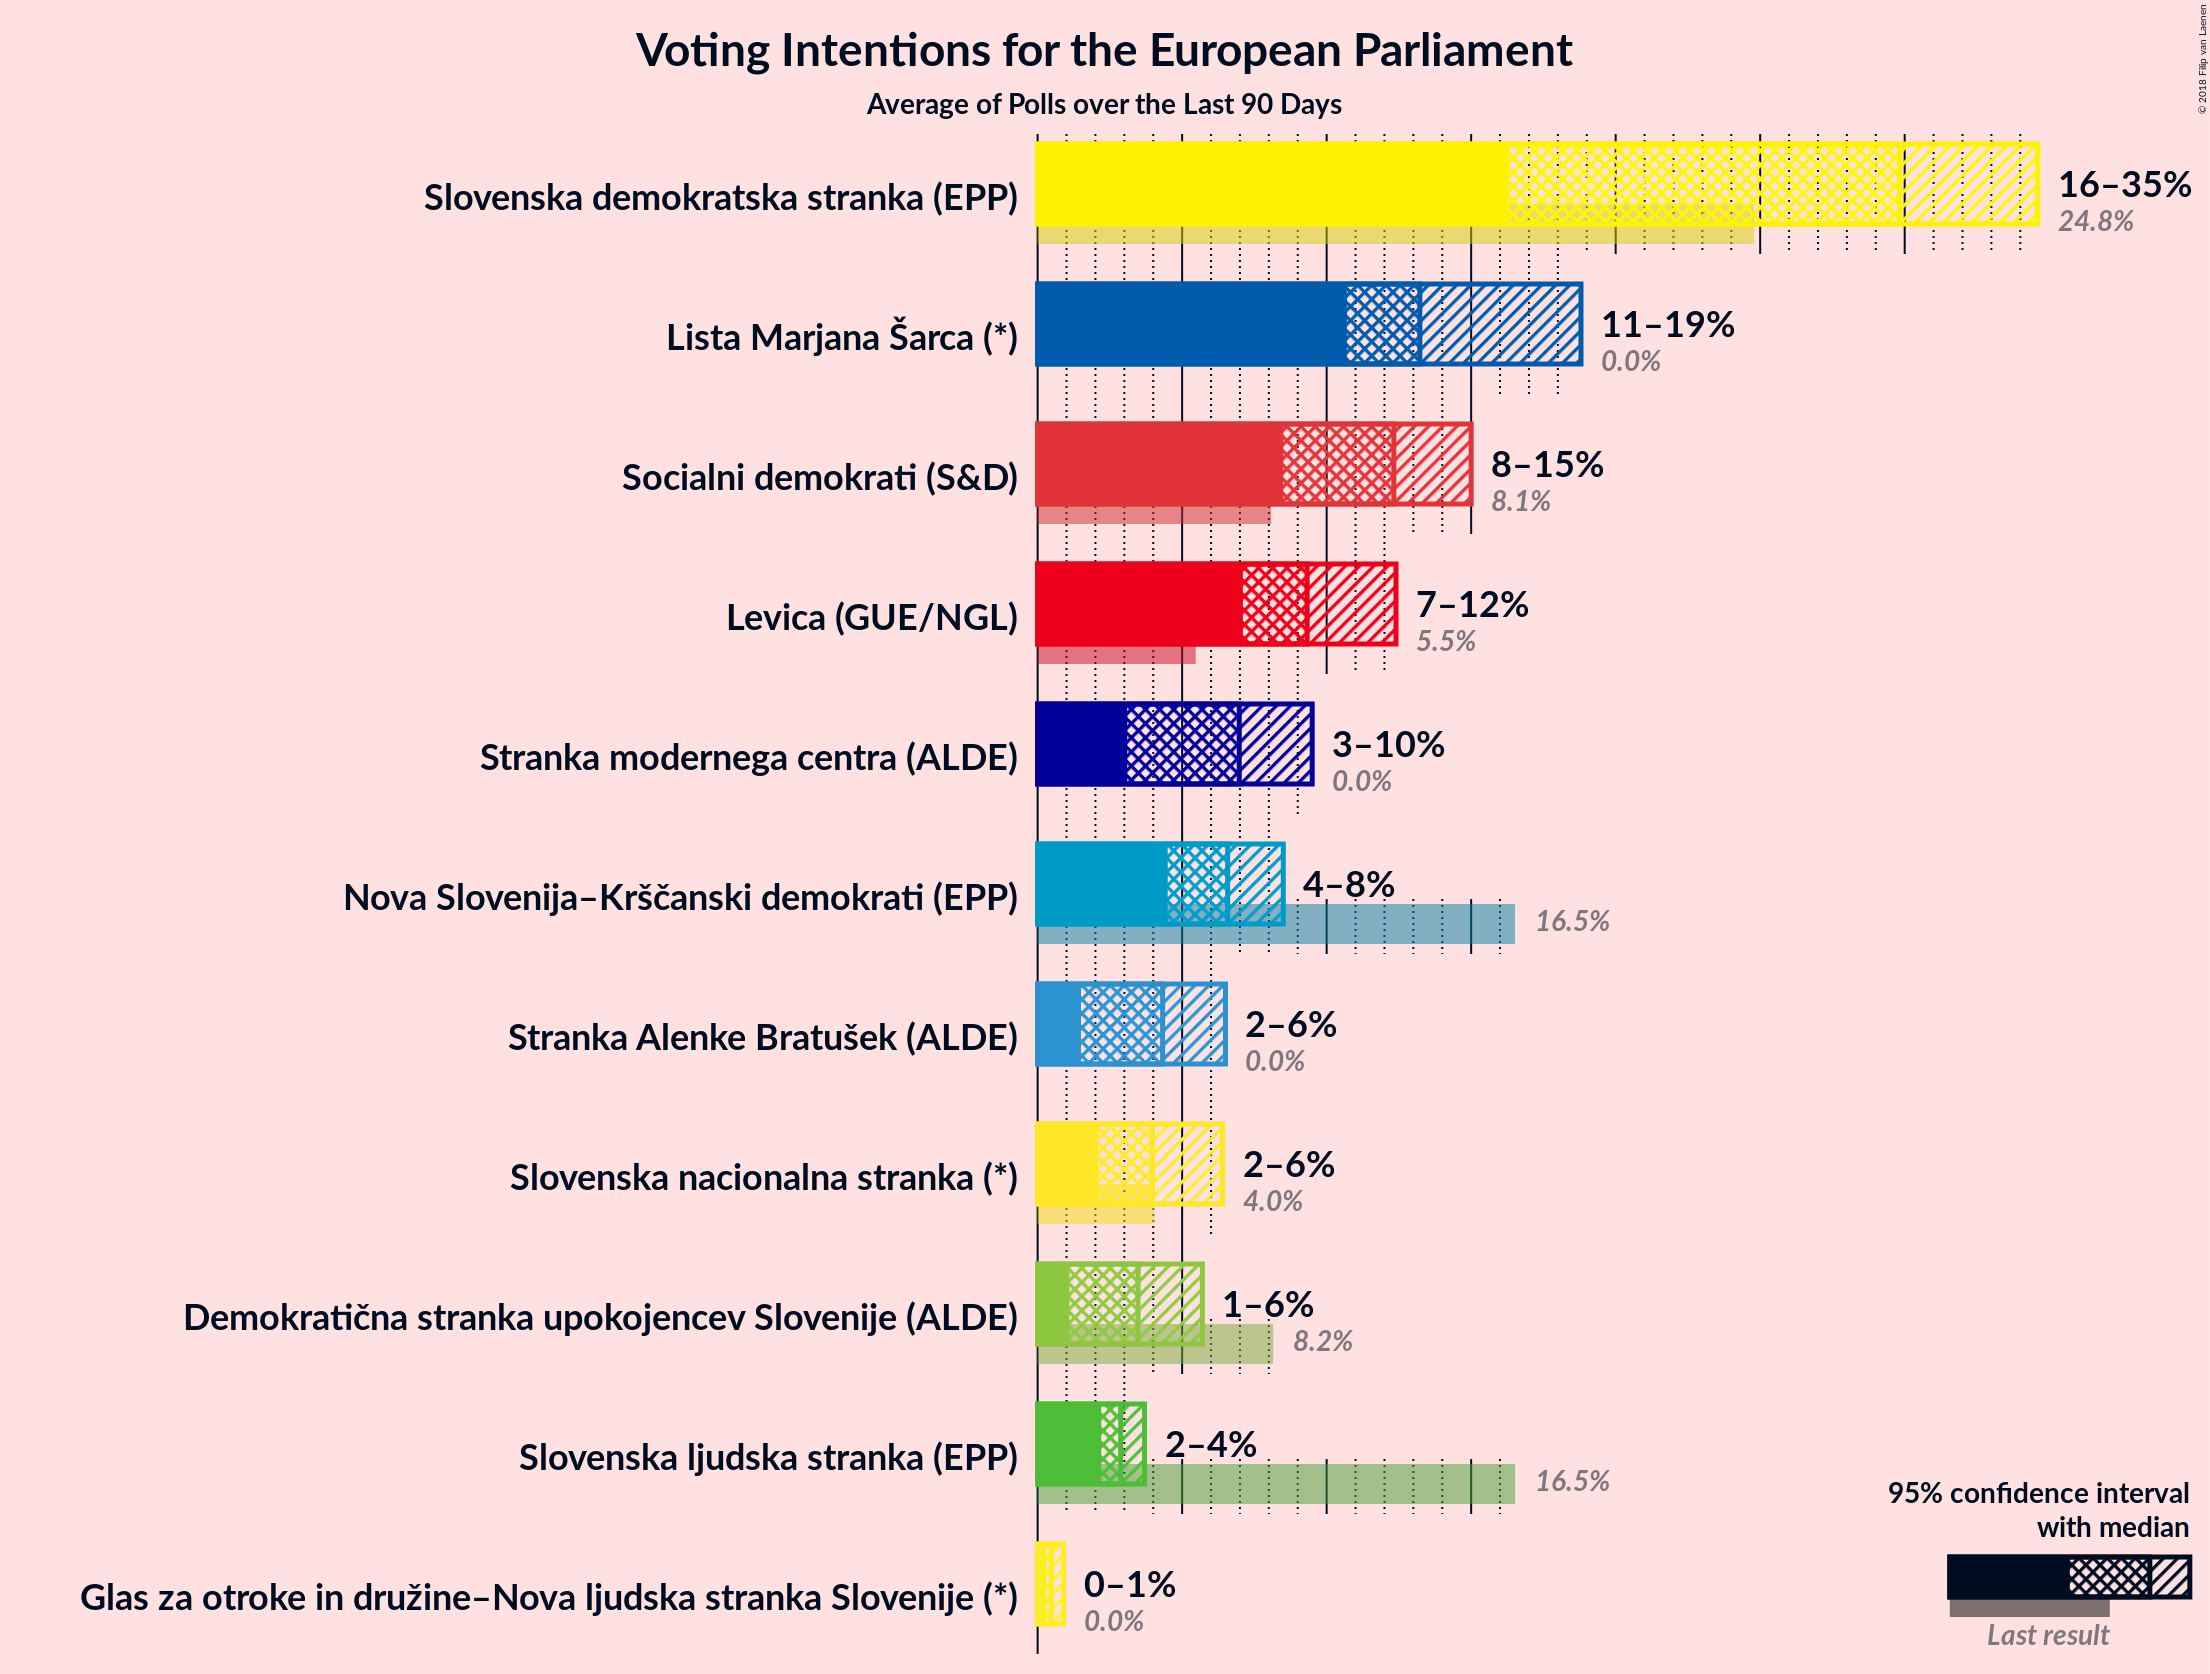 Voting Intentions for the European Parliament
Average of Polls over the Last 90 Days
© 2018 Filip van Laenen
Slovenska demokratska stranka (EPP)
16–35%
24.8%
Lista Marjana Šarca (*)
11–19%
0.0%
Socialni demokrati (S&D)
8–15%
8.1%
Levica (GUE/NGL)
7–12%
5.5%
Stranka modernega centra (ALDE)
3–10%
0.0%
Nova Slovenija–Krščanski demokrati (EPP)
4–8%
16.5%
Stranka Alenke Bratušek (ALDE)
2–6%
0.0%
Slovenska nacionalna stranka (*)
2–6%
4.0%
Demokratična stranka upokojencev Slovenije (ALDE)
1–6%
8.2%
Slovenska ljudska stranka (EPP)
2–4%
16.5%
Glas za otroke in družine–Nova ljudska stranka Slovenije (*)
0–1%
0.0%
95% confidence interval
with median
Last result